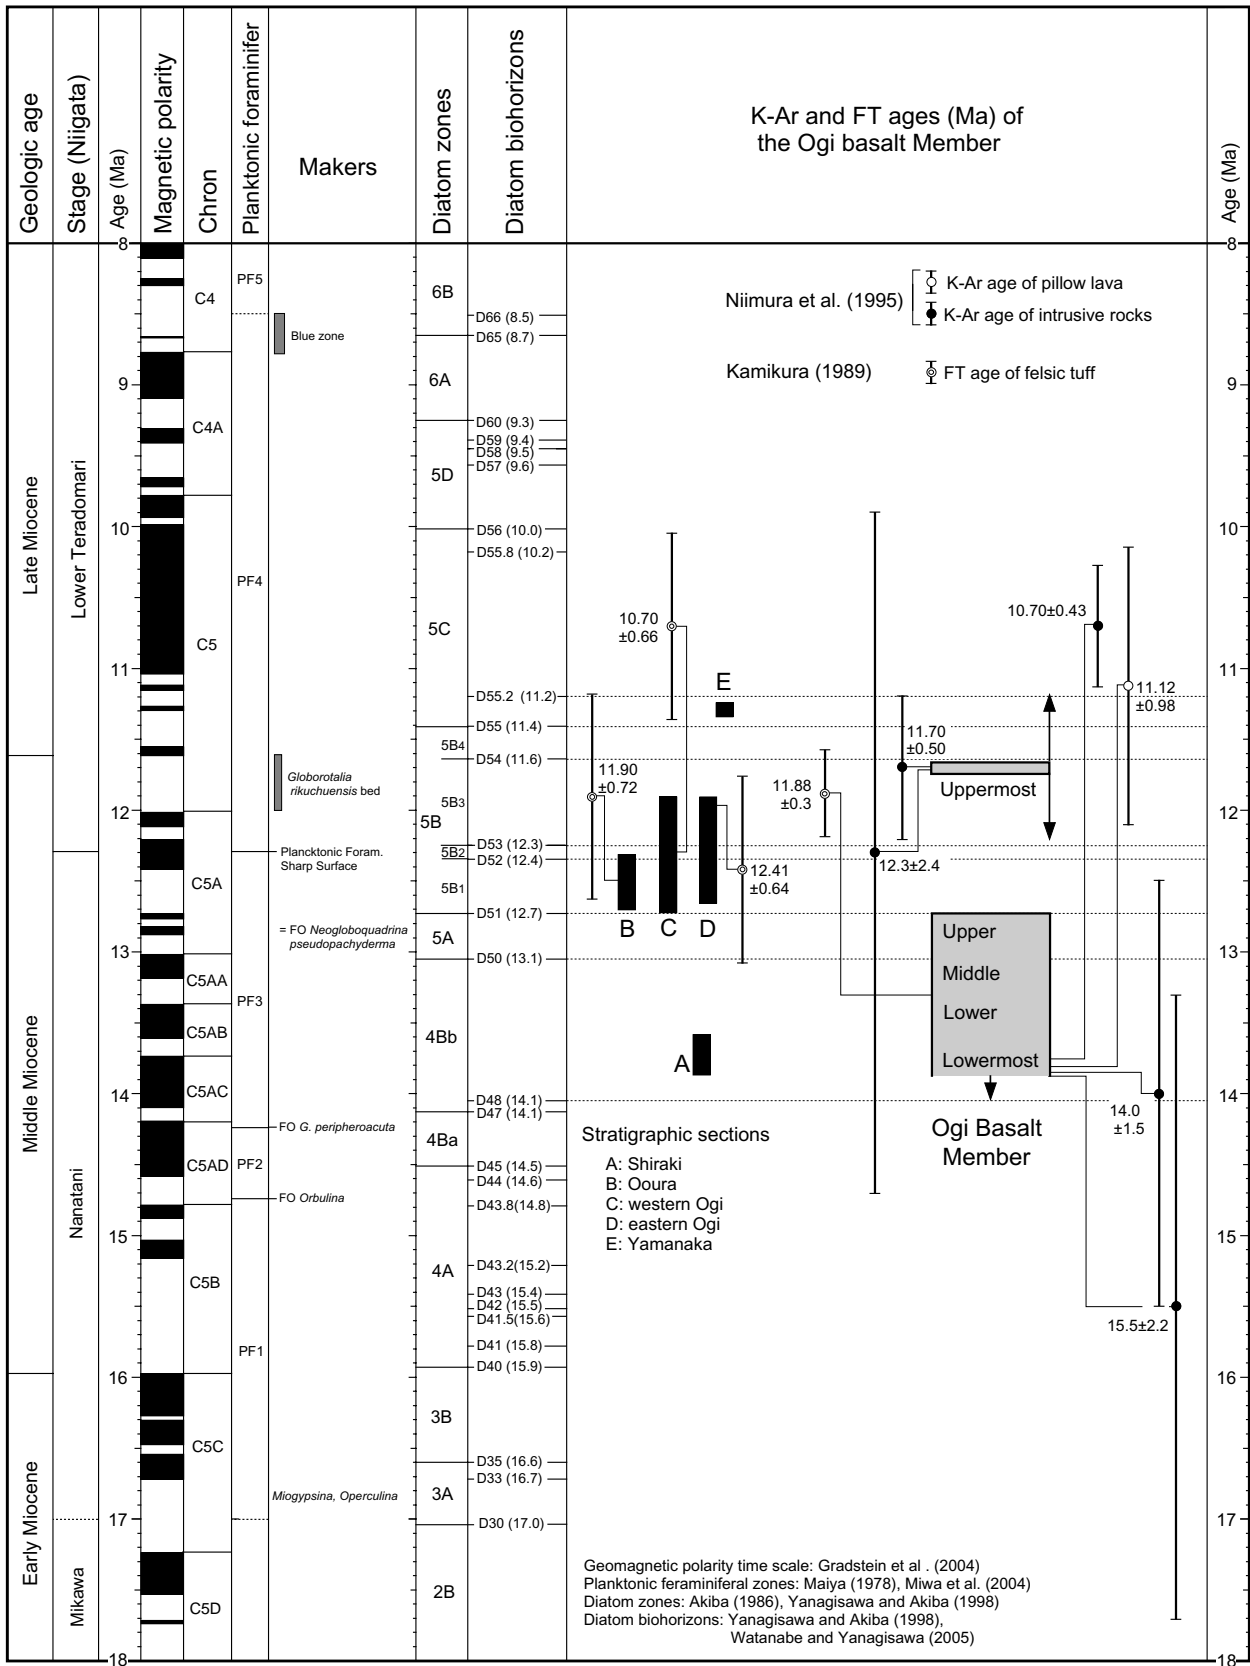 Geologic age
Stage (Niigata)
Age (Ma)
Magnetic polarity
Chron
Planktonic foraminifer
Makers
Diatom zones
Diatom biohorizons
K-Ar and FT ages (Ma) of
the Ogi basalt Member
Age (Ma)
Late Miocene
Middle Miocene
Early Miocene
Lower Teradomari
Nanatani
Mikawa
8
9
10
11
12
13
14
15
16
17
18
C4
C4A
C5
C5A
C5AA
C5AB
C5AC
C5AD
C5B
C5C
C5D
PF5
PF4
PF3
PF2
PF1
Blue zone
Globorotalia
rikuchuensis bed
Plancktonic Foram.
Sharp Surface
= FO Neogloboquadrina
pseudopachyderma
FO G. peripheroacuta
FO Orbulina
Miogypsina, Operculina
6B
6A
5D
5C
5B4
5B3
5B
5B2
5B1
5A
4Bb
4Ba
4A
3B
3A
2B
D66 (8.5)
D65 (8.7)
D60 (9.3)
D59 (9.4)
D58 (9.5)
D57 (9.6)
D56 (10.0)
D55.8 (10.2)
D55.2 (11.2)
D55 (11.4)
D54 (11.6)
D53 (12.3)
D52 (12.4)
D51 (12.7)
D50 (13.1)
D48 (14.1)
D47 (14.1)
D45 (14.5)
D44 (14.6)
D43.8(14.8)
D43.2(15.2)
D43 (15.4)
D42 (15.5)
D41.5(15.6)
D41 (15.8)
D40 (15.9)
D35 (16.6)
D33 (16.7)
D30 (17.0)
Niimura et al. (1995)
K-Ar age of pillow lava
K-Ar age of intrusive rocks
Kamikura (1989)
FT age of felsic tuff
10.70
±0.66
E
11.90
±0.72
11.88
±0.3
11.70
±0.50
10.70±0.43
11.12
±0.98
Uppermost
12.3±2.4
12.41
±0.64
B
C
D
A
Upper
Middle
Lower
Lowermost
14.0
±1.5
15.5±2.2
Ogi Basalt
Member
Stratigraphic sections
A: Shiraki
B: Ooura
C: western Ogi
D: eastern Ogi
E: Yamanaka
Geomagnetic polarity time scale: Gradstein et al . (2004)
Planktonic feraminiferal zones: Maiya (1978), Miwa et al. (2004)
Diatom zones: Akiba (1986), Yanagisawa and Akiba (1998)
Diatom biohorizons: Yanagisawa and Akiba (1998),
Watanabe and Yanagisawa (2005)
8
9
10
11
12
13
14
15
16
17
18